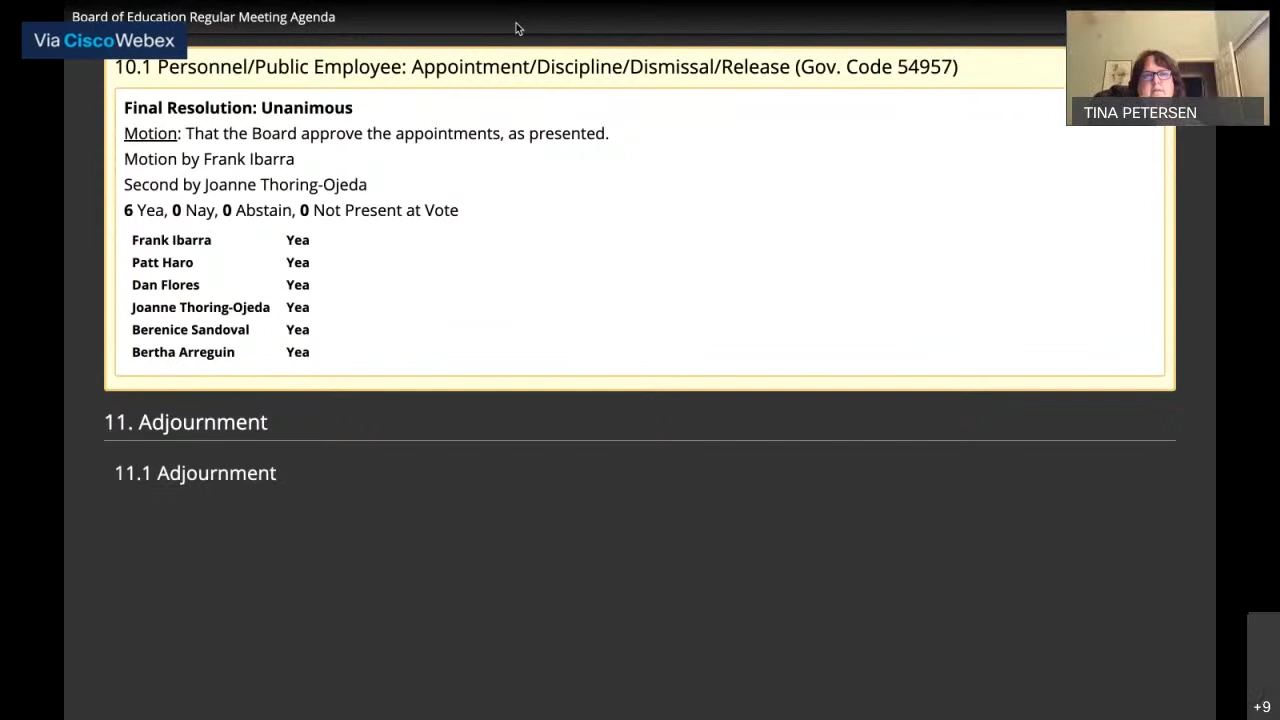 Board of Education Regular Meeting Agenda
Via CiscoWebex
10.1 Personnel/Public Employee: Appointment/Discipline/Dismissal/Release (Gov. Code 54957)
TINA PETERSEN
Final Resolution: Unanimous
Motion: That the Board approve the appointments, as presented.
Motion by Frank Ibarra
Second by Joanne Thoring-Ojeda
6 Yea, 0 Nay, 0 Abstain, 0 Not Present at Vote
Frank Ibarra Yea
Patt Haro Yea
Dan Flores Yea
Joanne Thoring-Ojeda Yea
Berenice Sandoval Yea
Bertha Arreguin Yea
11. Adjournment
11.1 Adjournment
+9